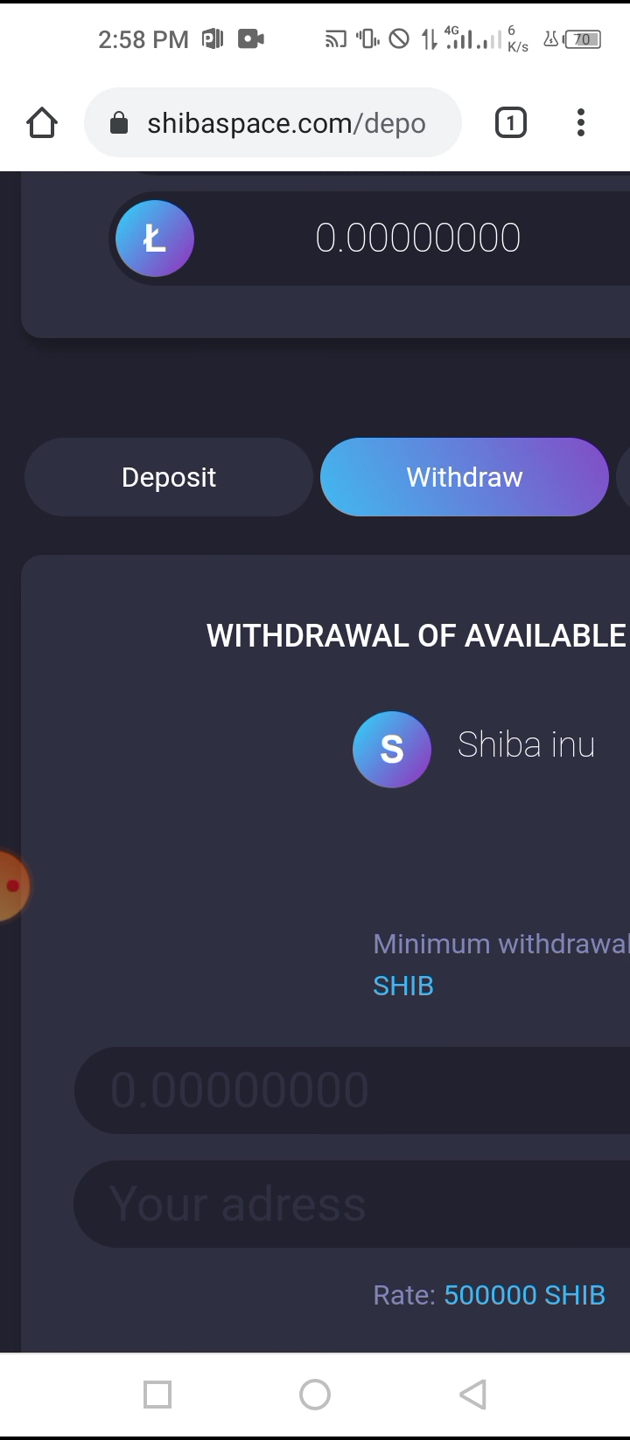 2:58 PM 4G 6 K/s 70
shibaspace.com/depo 1
Ł 0.00000000
Deposit Withdraw
WITHDRAWAL OF AVAILABLE
S Shiba inu
Minimum withdrawal
SHIB
0.00000000
Your adress
Rate: 500000 SHIB